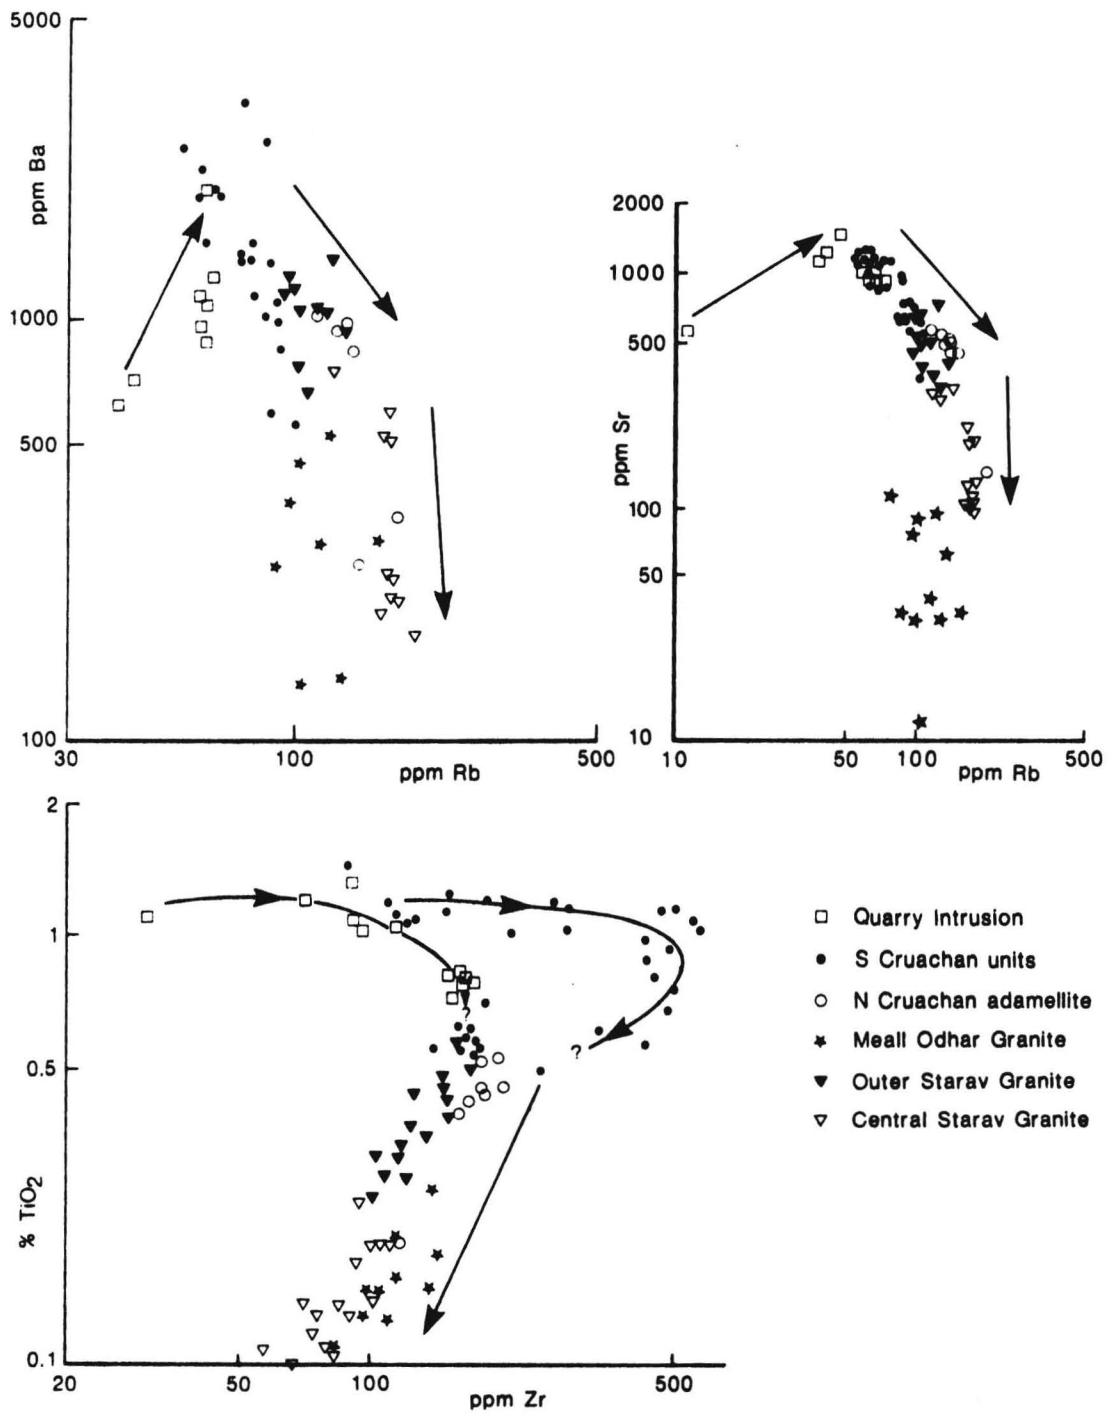 5000
ppm Ba
1000
500
100
30
100
500
ppm Rb
2000
1000
500
ppm Sr
100
50
10
10
50
100
500
ppm Rb
2
1
0.5
% TiO2
0.1
20
50
100
500
ppm Zr
?
?
Quarry Intrusion
S Cruachan units
N Cruachan adamellite
Meall Odhar Granite
Outer Starav Granite
Central Starav Granite